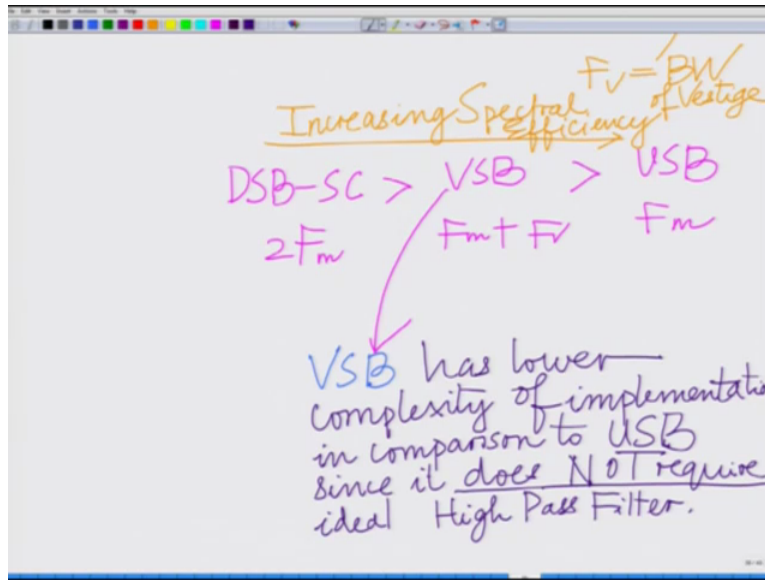 Fv = BW
of Vestige
Increasing Spectral
Efficiency
DSB-SC > VSB > USB
2Fm Fm + Fv Fm
VSB has lower
complexity of implementatio
in comparison to USB
since it does NOT require
ideal High Pass Filter.